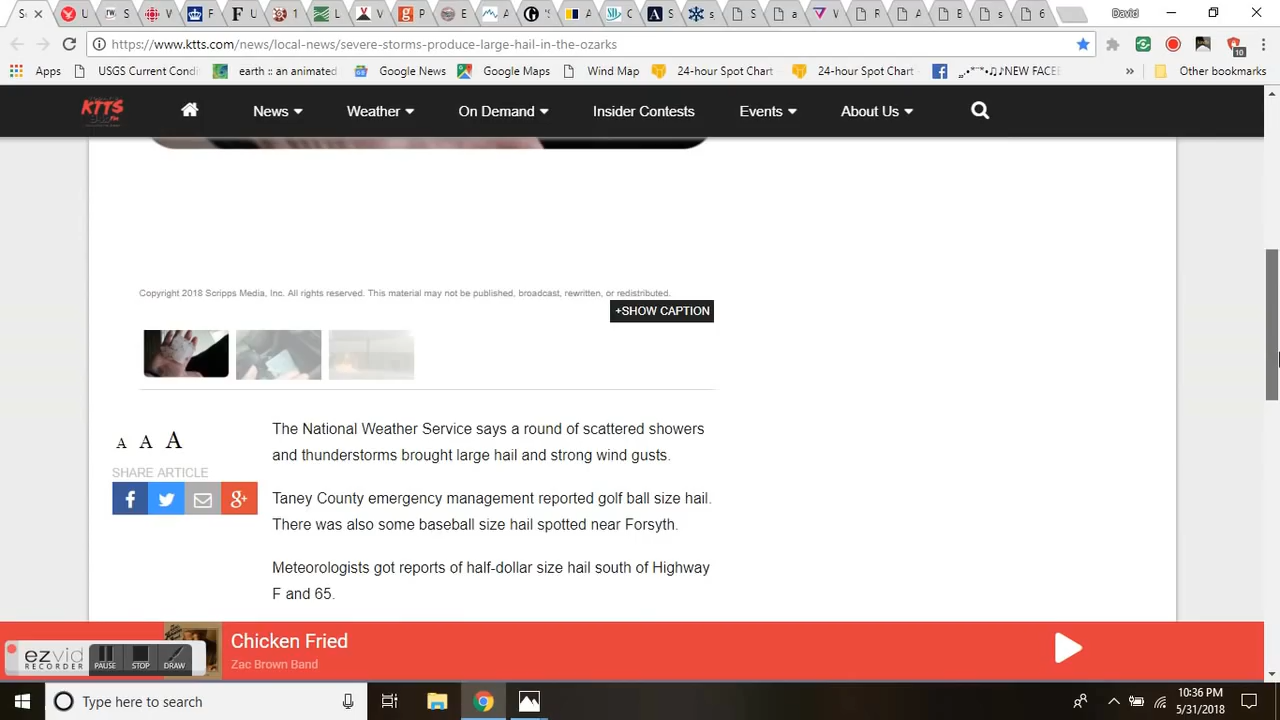 David
https://www.ktts.com/news/local-news/severe-storms-produce-large-hail-in-the-ozarks
Apps
USGS Current Condi
earth :: an animated
Google News
Google Maps
Wind Map
24-hour Spot Chart
24-hour Spot Chart
NEW FACE
»
Other bookmarks
10
KTTS
News
Weather
On Demand
Insider Contests
Events
About Us
Copyright 2018 Scripps Media, Inc. All rights reserved. This material may not be published, broadcast, rewritten, or redistributed.
+SHOW CAPTION
A A A
SHARE ARTICLE
The National Weather Service says a round of scattered showers
and thunderstorms brought large hail and strong wind gusts.
Taney County emergency management reported golf ball size hail.
There was also some baseball size hail spotted near Forsyth.
Meteorologists got reports of half-dollar size hail south of Highway
F and 65.
Chicken Fried
Zac Brown Band
ezvid
RECORDER
PAUSE
STOP
DRAW
Type here to search
10:36 PM
5/31/2018